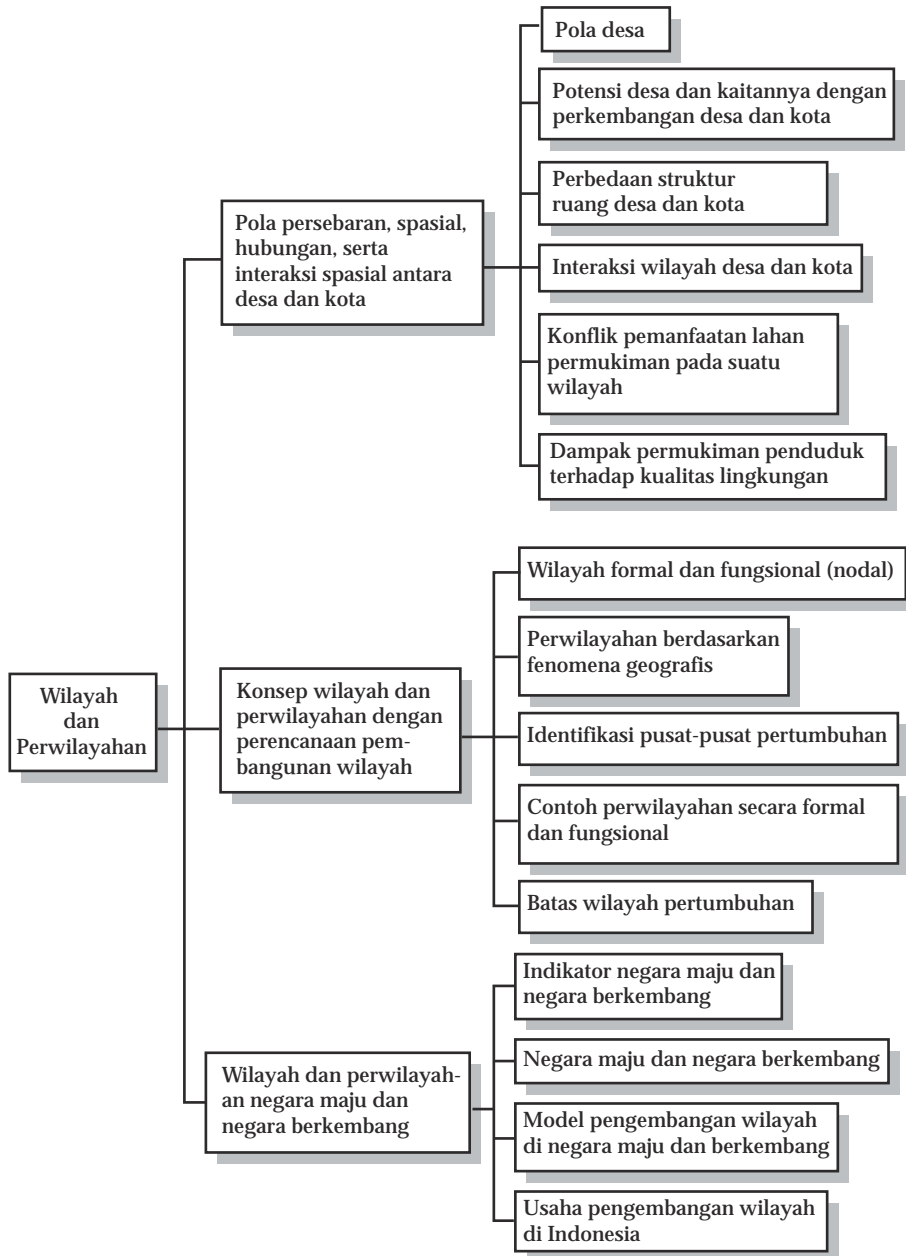 Wilayah
dan
Perwilayahan
Pola persebaran, spasial,
hubungan, serta
interaksi spasial antara
desa dan kota
Pola desa
Potensi desa dan kaitannya dengan
perkembangan desa dan kota
Perbedaan struktur
ruang desa dan kota
Interaksi wilayah desa dan kota
Konflik pemanfaatan lahan
permukiman pada suatu
wilayah
Dampak permukiman penduduk
terhadap kualitas lingkungan
Konsep wilayah dan
perwilayahan dengan
perencanaan pem-
bangunan wilayah
Wilayah formal dan fungsional (nodal)
Perwilayahan berdasarkan
fenomena geografis
Identifikasi pusat-pusat pertumbuhan
Contoh perwilayahan secara formal
dan fungsional
Batas wilayah pertumbuhan
Wilayah dan perwilayah-
an negara maju dan
negara berkembang
Indikator negara maju dan
negara berkembang
Negara maju dan negara berkembang
Model pengembangan wilayah
di negara maju dan berkembang
Usaha pengembangan wilayah
di Indonesia